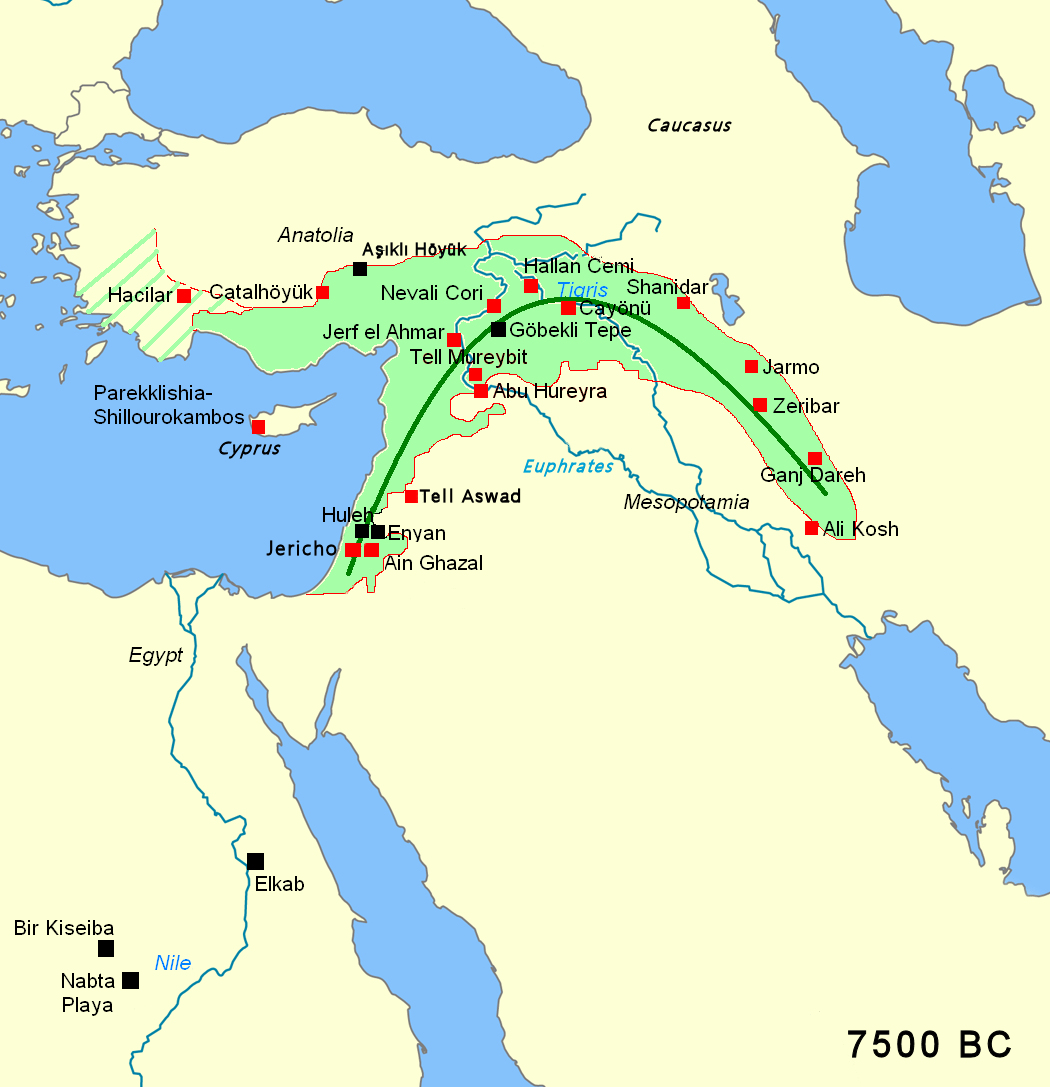 Caucasus
Anatolia
Aşıklı Höyük
Hallan Cemi
Hacilar
Çatalhöyük
Nevali Cori
Tigris
Shanidar
Cayönü
Jerf el Ahmar
Göbekli Tepe
Tell Mureybit
Jarmo
Abu Hureyra
Parekklishia-
Shillourokambos
Zeribar
Cyprus
Euphrates
Ganj Dareh
Tell Aswad
Mesopotamia
Huleh
Enyan
Ali Kosh
Jericho
Ain Ghazal
Egypt
Elkab
Bir Kiseiba
Nile
Nabta
Playa
7500 BC